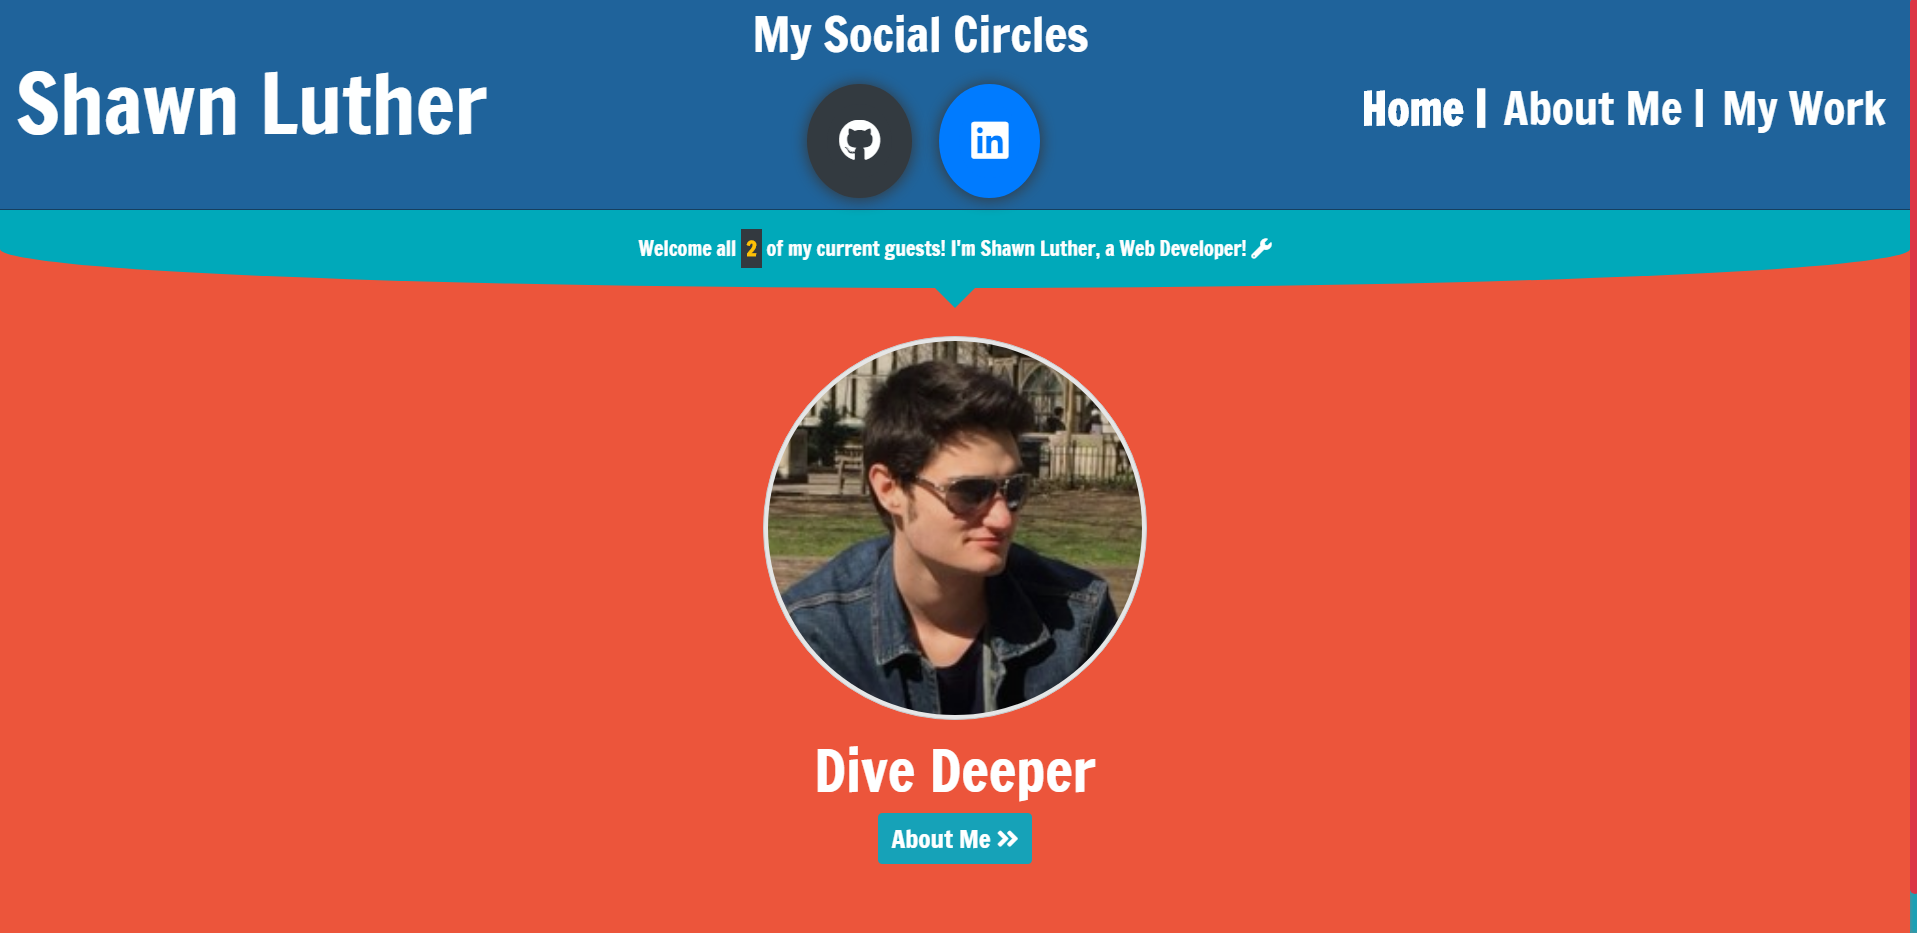 Shawn Luther
My Social Circles
in
Home | About Me | My Work
Welcome all 2 of my current guests! I'm Shawn Luther, a Web Developer!
Dive Deeper
About Me »